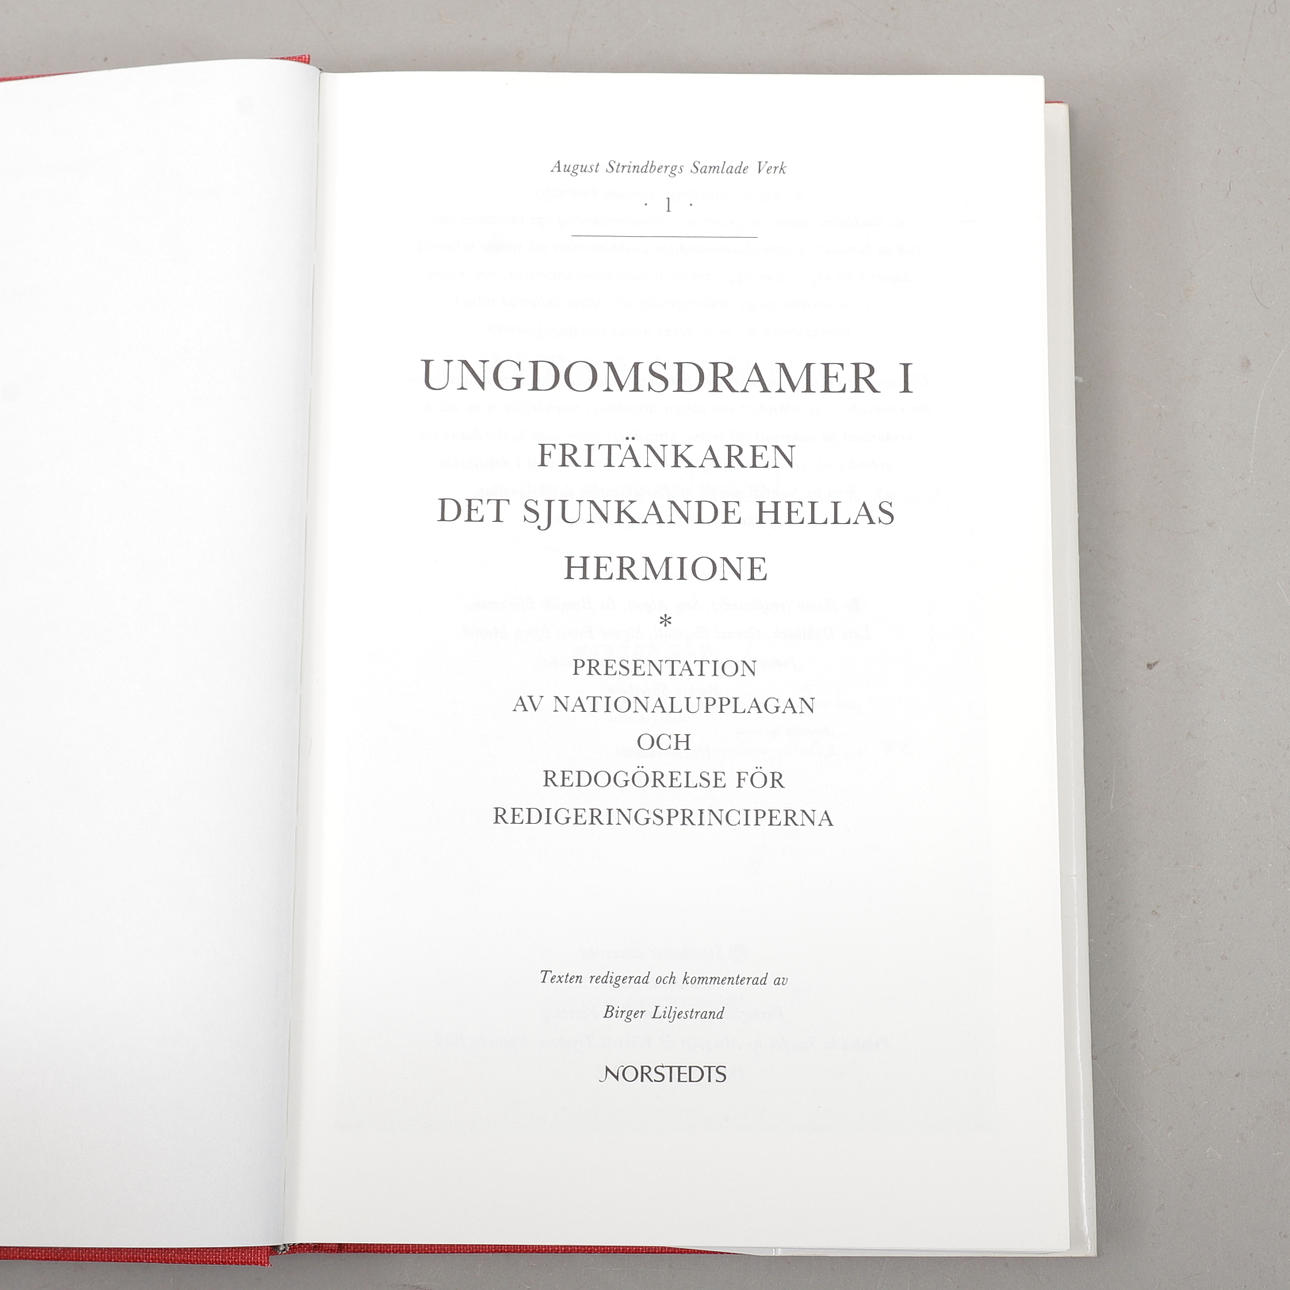 August Strindbergs Samlade Verk
· 1 ·
UNGDOMSDRAMER I
FRITÄNKAREN
DET SJUNKANDE HELLAS
HERMIONE
*
PRESENTATION
AV NATIONALUPPLAGAN
OCH
REDOGÖRELSE FÖR
REDIGERINGSPRINCIPERNA
Texten redigerad och kommenterad av
Birger Liljestrand
NORSTEDTS